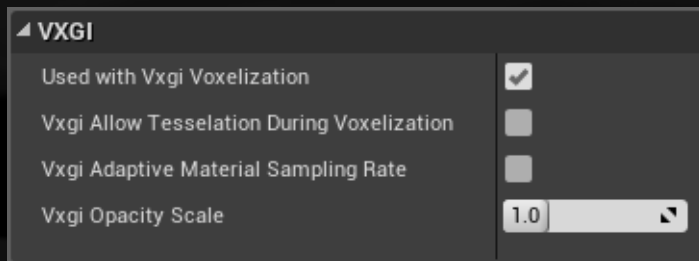 VXGI
Used with Vxgi Voxelization
Vxgi Allow Tesselation During Voxelization
Vxgi Adaptive Material Sampling Rate
Vxgi Opacity Scale 1.0